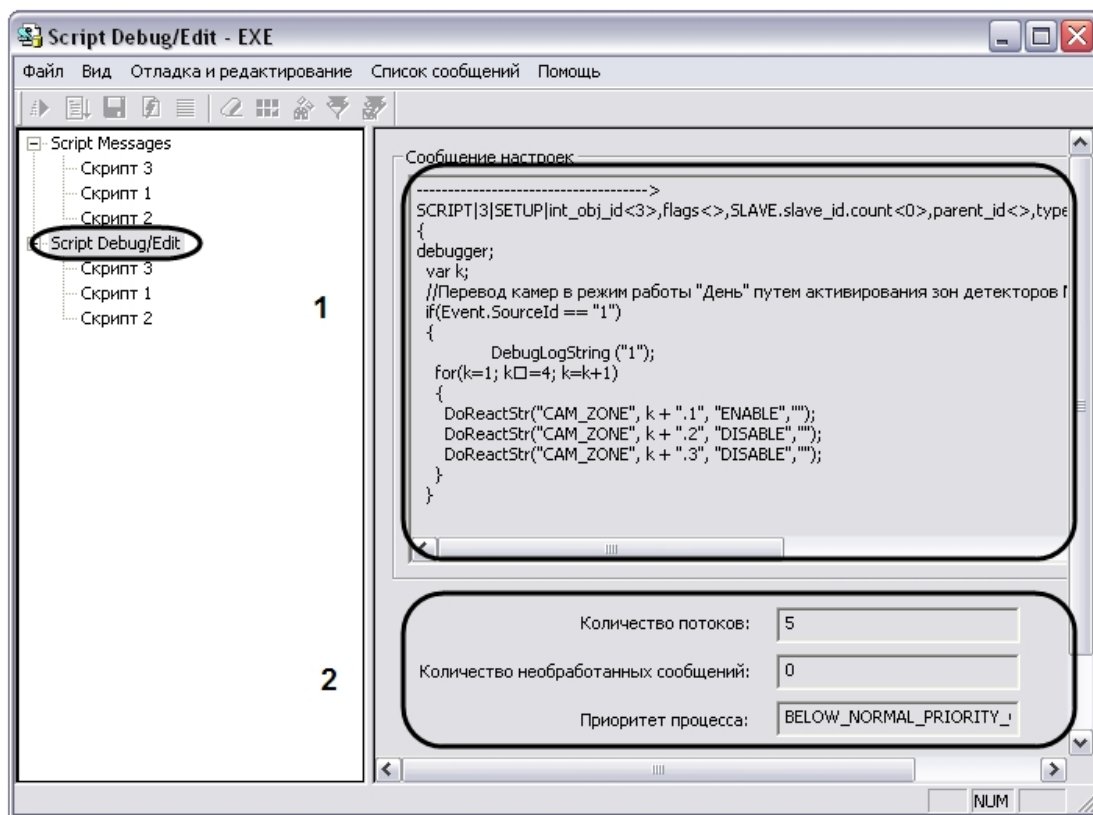 Script Debug/Edit - EXE
Файл Вид Отладка и редактирование Список сообщений Помощь
Script Messages
Скрипт 3
Скрипт 1
Скрипт 2
Script Debug/Edit
Скрипт 3
Скрипт 1
Скрипт 2
1
2
Сообщение настроек
------------------------------------->
SCRIPT|3|SETUP|int_obj_id<3>,flags<>,SLAVE.slave_id.count<0>,parent_id<>,type
{
debugger;
var k;
//Перевод камер в режим работы "День" путем активирования зон детекторов
if(Event.SourceId == "1")
{
DebugLogString ("1");
for(k=1; k□=4; k=k+1)
{
DoReactStr("CAM_ZONE", k + ".1", "ENABLE","");
DoReactStr("CAM_ZONE", k + ".2", "DISABLE","");
DoReactStr("CAM_ZONE", k + ".3", "DISABLE","");
}
}
Количество потоков: 5
Количество необработанных сообщений: 0
Приоритет процесса: BELOW_NORMAL_PRIORITY_
NUM